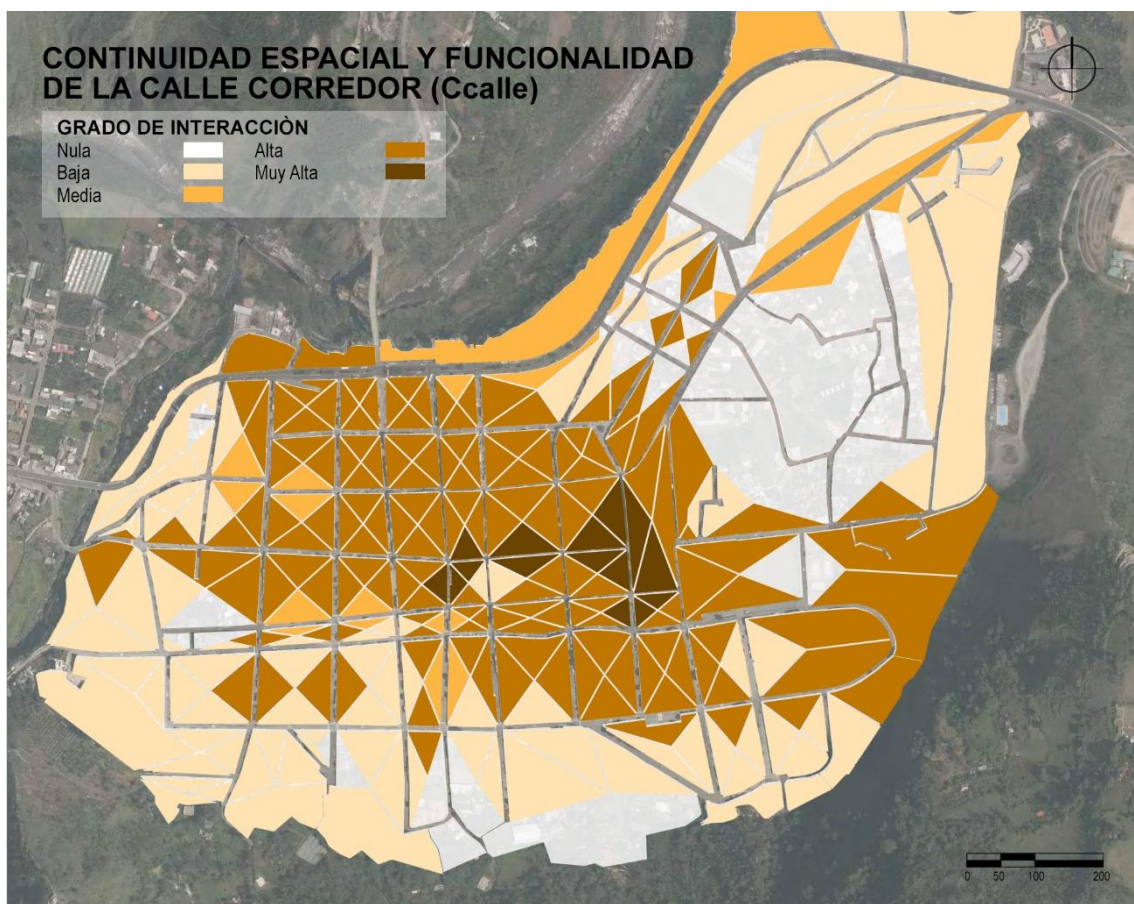 CONTINUIDAD ESPACIAL Y FUNCIONALIDAD
DE LA CALLE CORREDOR (Ccalle)
GRADO DE INTERACCIÒN
Nula Alta
Baja Muy Alta
Media
0 50 100 200